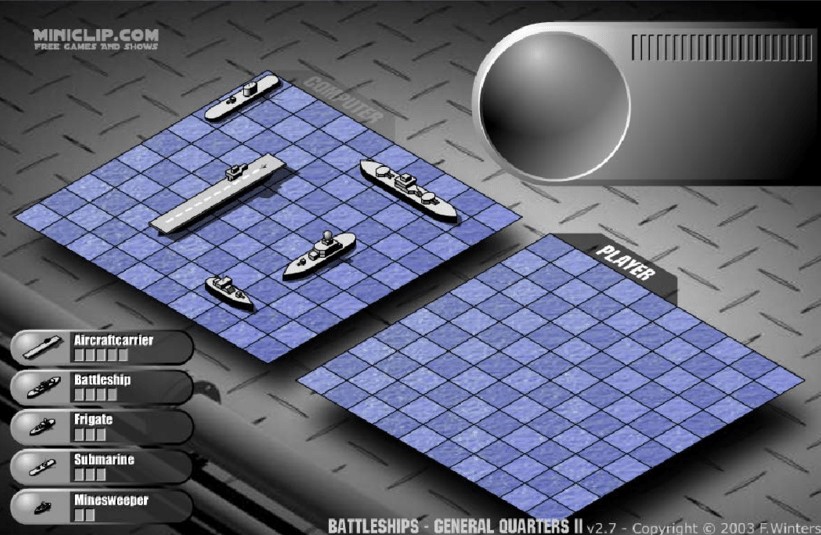 MINICLIP.COM
FREE GAMES AND SHOWS
COMPUTER
PLAYER
Aircraftcarrier
Battleship
Frigate
Submarine
Minesweeper
BATTLESHIPS - GENERAL QUARTERS II v2.7 - Copyright © 2003 F.Winters